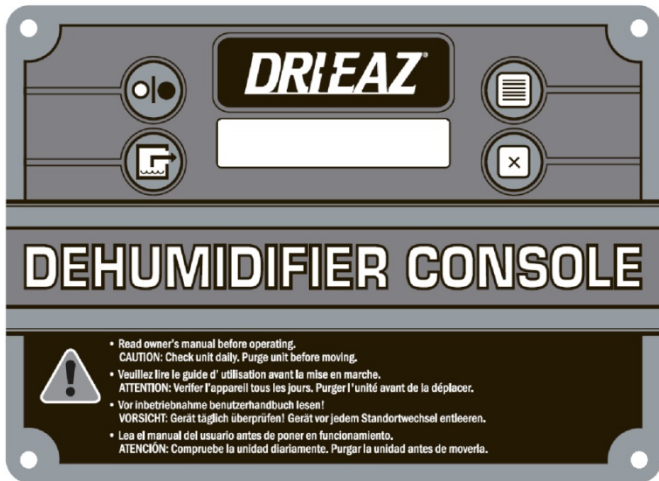 DRI-EAZ®
DEHUMIDIFIER CONSOLE
• Read owner's manual before operating.
CAUTION: Check unit daily. Purge unit before moving.
• Veuillez lire le guide d' utilisation avant la mise en marche.
ATTENTION: Verifer l'appareil tous les jours. Purger l'unité avant de la déplacer.
• Vor inbetriebnahme benutzerhandbuch lesen!
VORSICHT: Gerät täglich überprüfen! Gerät vor jedem Standortwechsel entleeren.
• Lea el manual del usuario antes de poner en funcionamiento.
ATENCIÓN: Compruebe la unidad diariamente. Purgar la unidad antes de moverla.